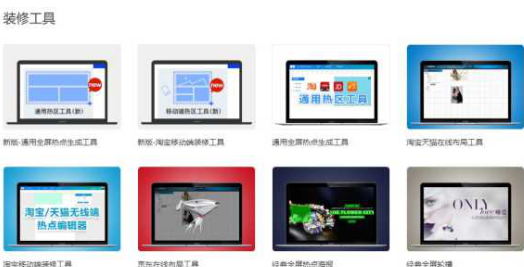 装修工具
new
通用热区工具(新)
new
移动端热区工具(新)
通用热区工具
新版-通用全屏热点生成工具
新版-淘宝移动端装修工具
通用全屏热点生成工具
淘宝天猫在线布局工具
淘宝/天猫无线端
热点编辑器
ONLY
love
淘宝移动端装修工具
京东在线布局工具
经典全屏热点海报
经典全屏轮播